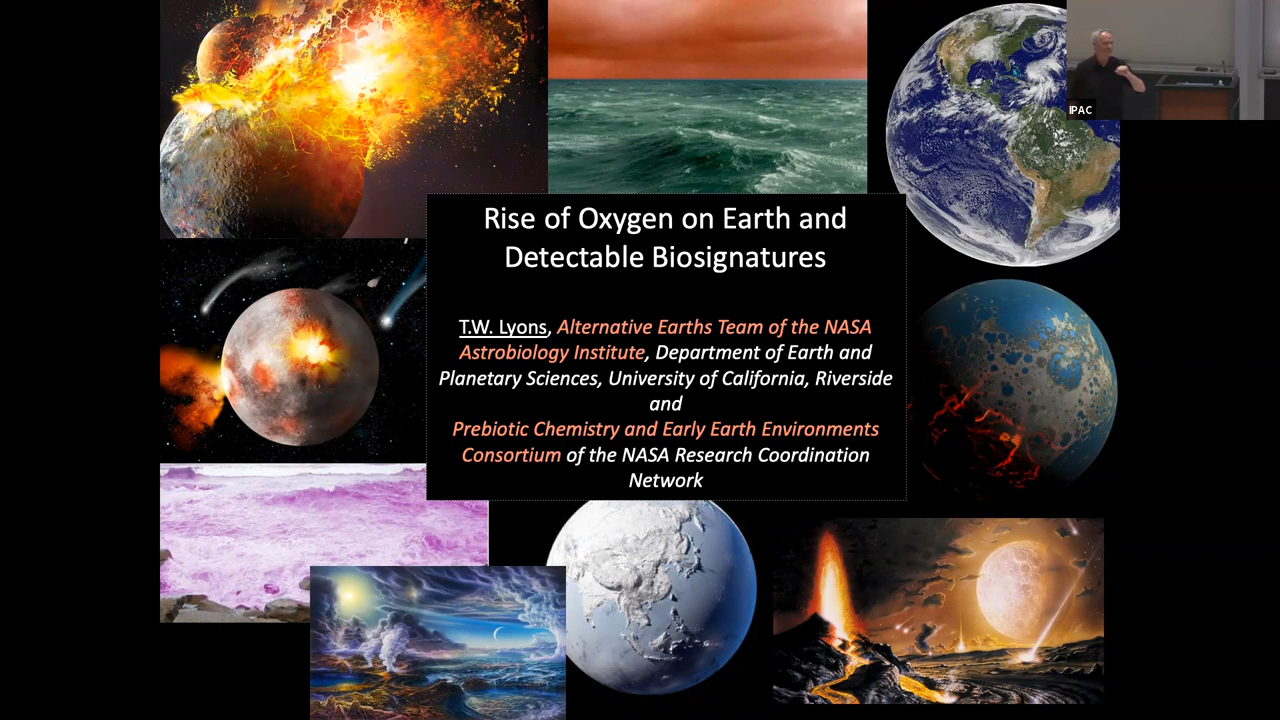 IPAC
Rise of Oxygen on Earth and
Detectable Biosignatures
T.W. Lyons, Alternative Earths Team of the NASA
Astrobiology Institute, Department of Earth and
Planetary Sciences, University of California, Riverside
and
Prebiotic Chemistry and Early Earth Environments
Consortium of the NASA Research Coordination
Network